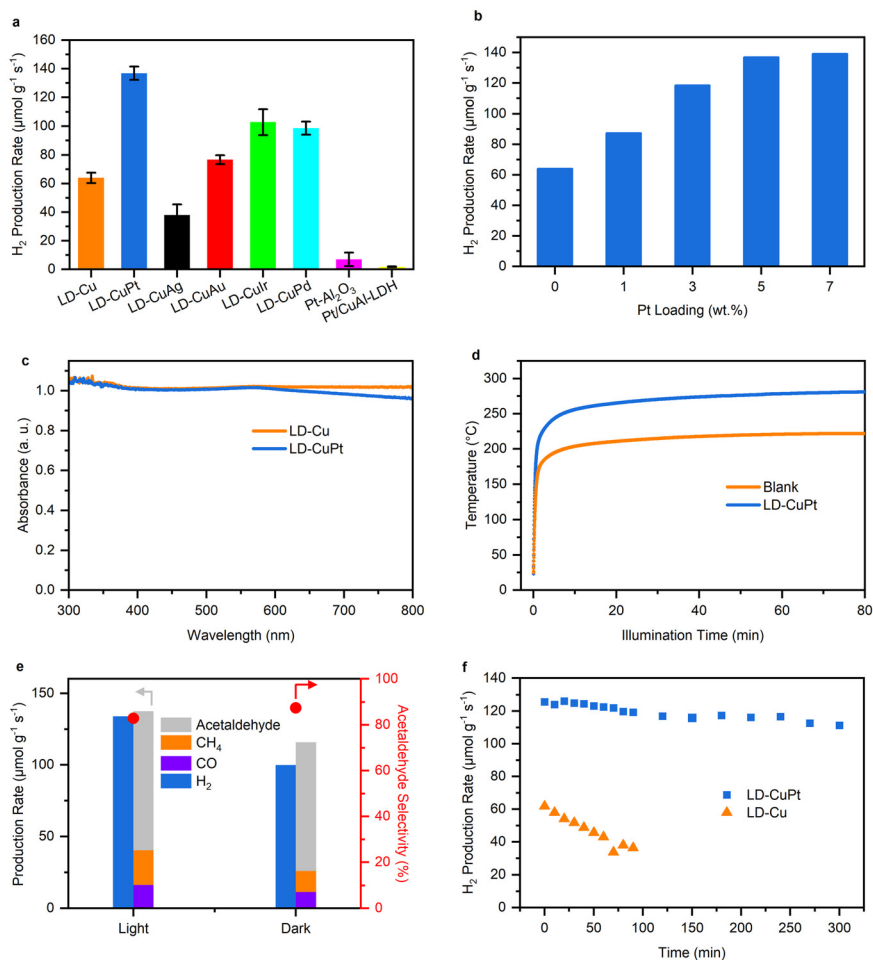 a
H₂ Production Rate (µmol g⁻¹ s⁻¹)
160
140
120
100
80
60
40
20
0
LD-Cu
LD-CuPt
LD-CuAg
LD-CuAu
LD-CuIr
LD-CuPd
Pt-Al₂O₃
Pt/CuAl-LDH
b
H₂ Production Rate (µmol g⁻¹ s⁻¹)
140
120
100
80
60
40
20
0
0 1 3 5 7
Pt Loading (wt.%)
c
Absorbance (a. u.)
1.0
0.8
0.6
0.4
0.2
0.0
LD-Cu
LD-CuPt
300 400 500 600 700 800
Wavelength (nm)
d
Temperature (°C)
300
250
200
150
100
50
0
Blank
LD-CuPt
0 20 40 60 80
Illumination Time (min)
e
Production Rate (µmol g⁻¹ s⁻¹)
150
100
50
0
Acetaldehyde
CH₄
CO
H₂
Light Dark
100
80
60
40
20
0
Acetaldehyde Selectivity (%)
f
H₂ Production Rate (µmol g⁻¹ s⁻¹)
140
120
100
80
60
40
20
0
LD-CuPt
LD-Cu
0 50 100 150 200 250 300
Time (min)